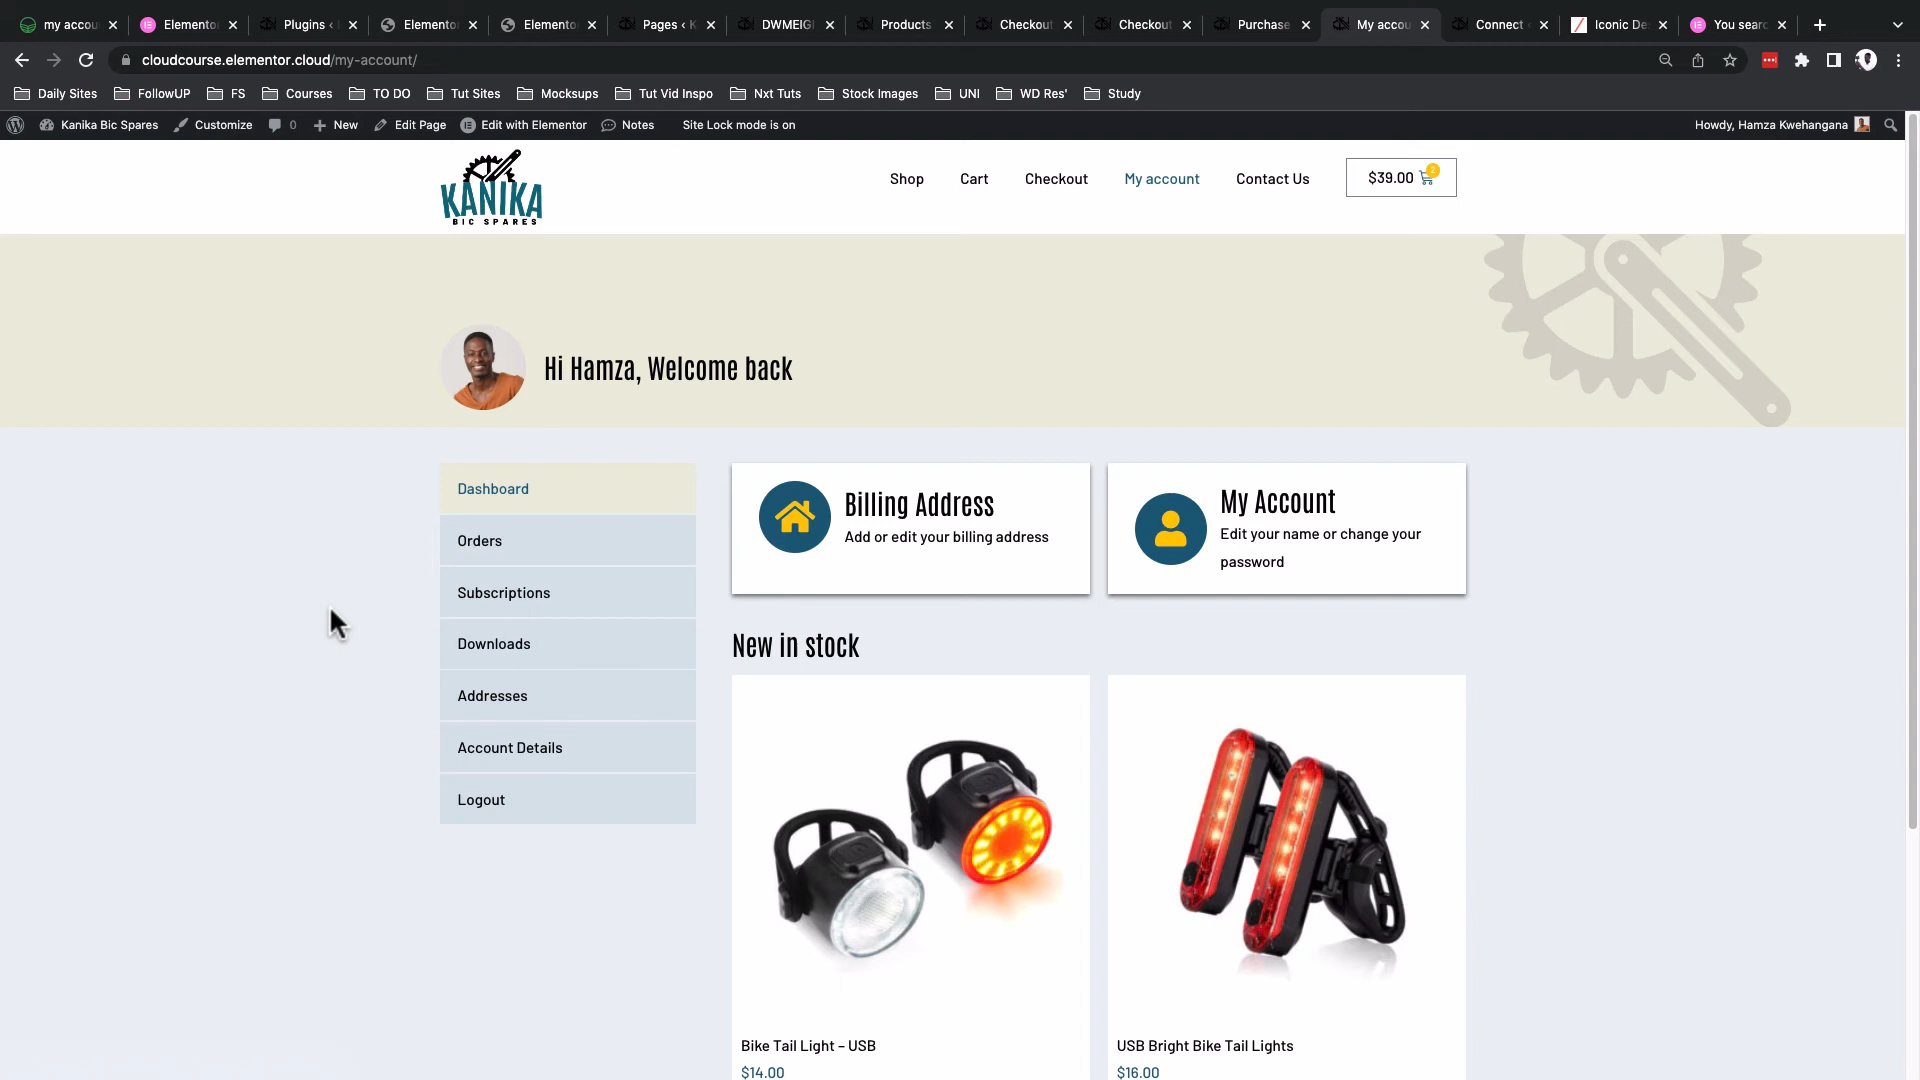 my accou
Elemento
Plugins ‹
Elemento
Elemento
Pages ‹ K
DWMEIG
Products
Checkout
Checkout
Purchase
My accou
Connect ‹
Iconic De
You sear
cloudcourse.elementor.cloud/my-account/
Daily Sites
FollowUP
FS
Courses
TO DO
Tut Sites
Mocksups
Tut Vid Inspo
Nxt Tuts
Stock Images
UNI
WD Res'
Study
Kanika Bic Spares
Customize
0
New
Edit Page
Edit with Elementor
Notes
Site Lock mode is on
Howdy, Hamza Kwehangana
KANIKA
BIC SPARES
Shop
Cart
Checkout
My account
Contact Us
$39.00
2
Hi Hamza, Welcome back
Dashboard
Orders
Subscriptions
Downloads
Addresses
Account Details
Logout
Billing Address
Add or edit your billing address
My Account
Edit your name or change your
password
New in stock
Bike Tail Light – USB
$14.00
USB Bright Bike Tail Lights
$16.00